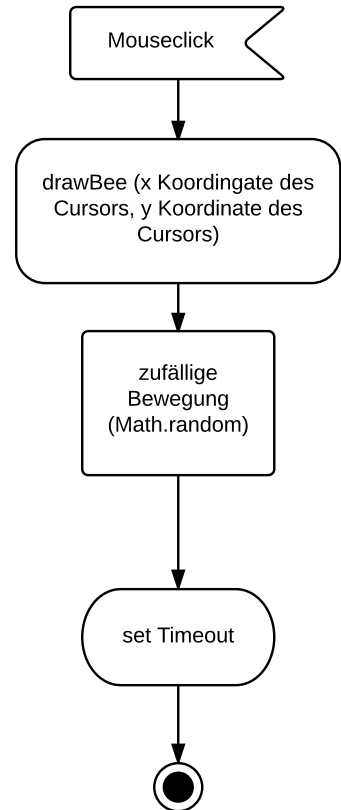 Mouseclick
drawBee (x Koordingate des
Cursors, y Koordinate des
Cursors)
zufällige
Bewegung
(Math.random)
set Timeout